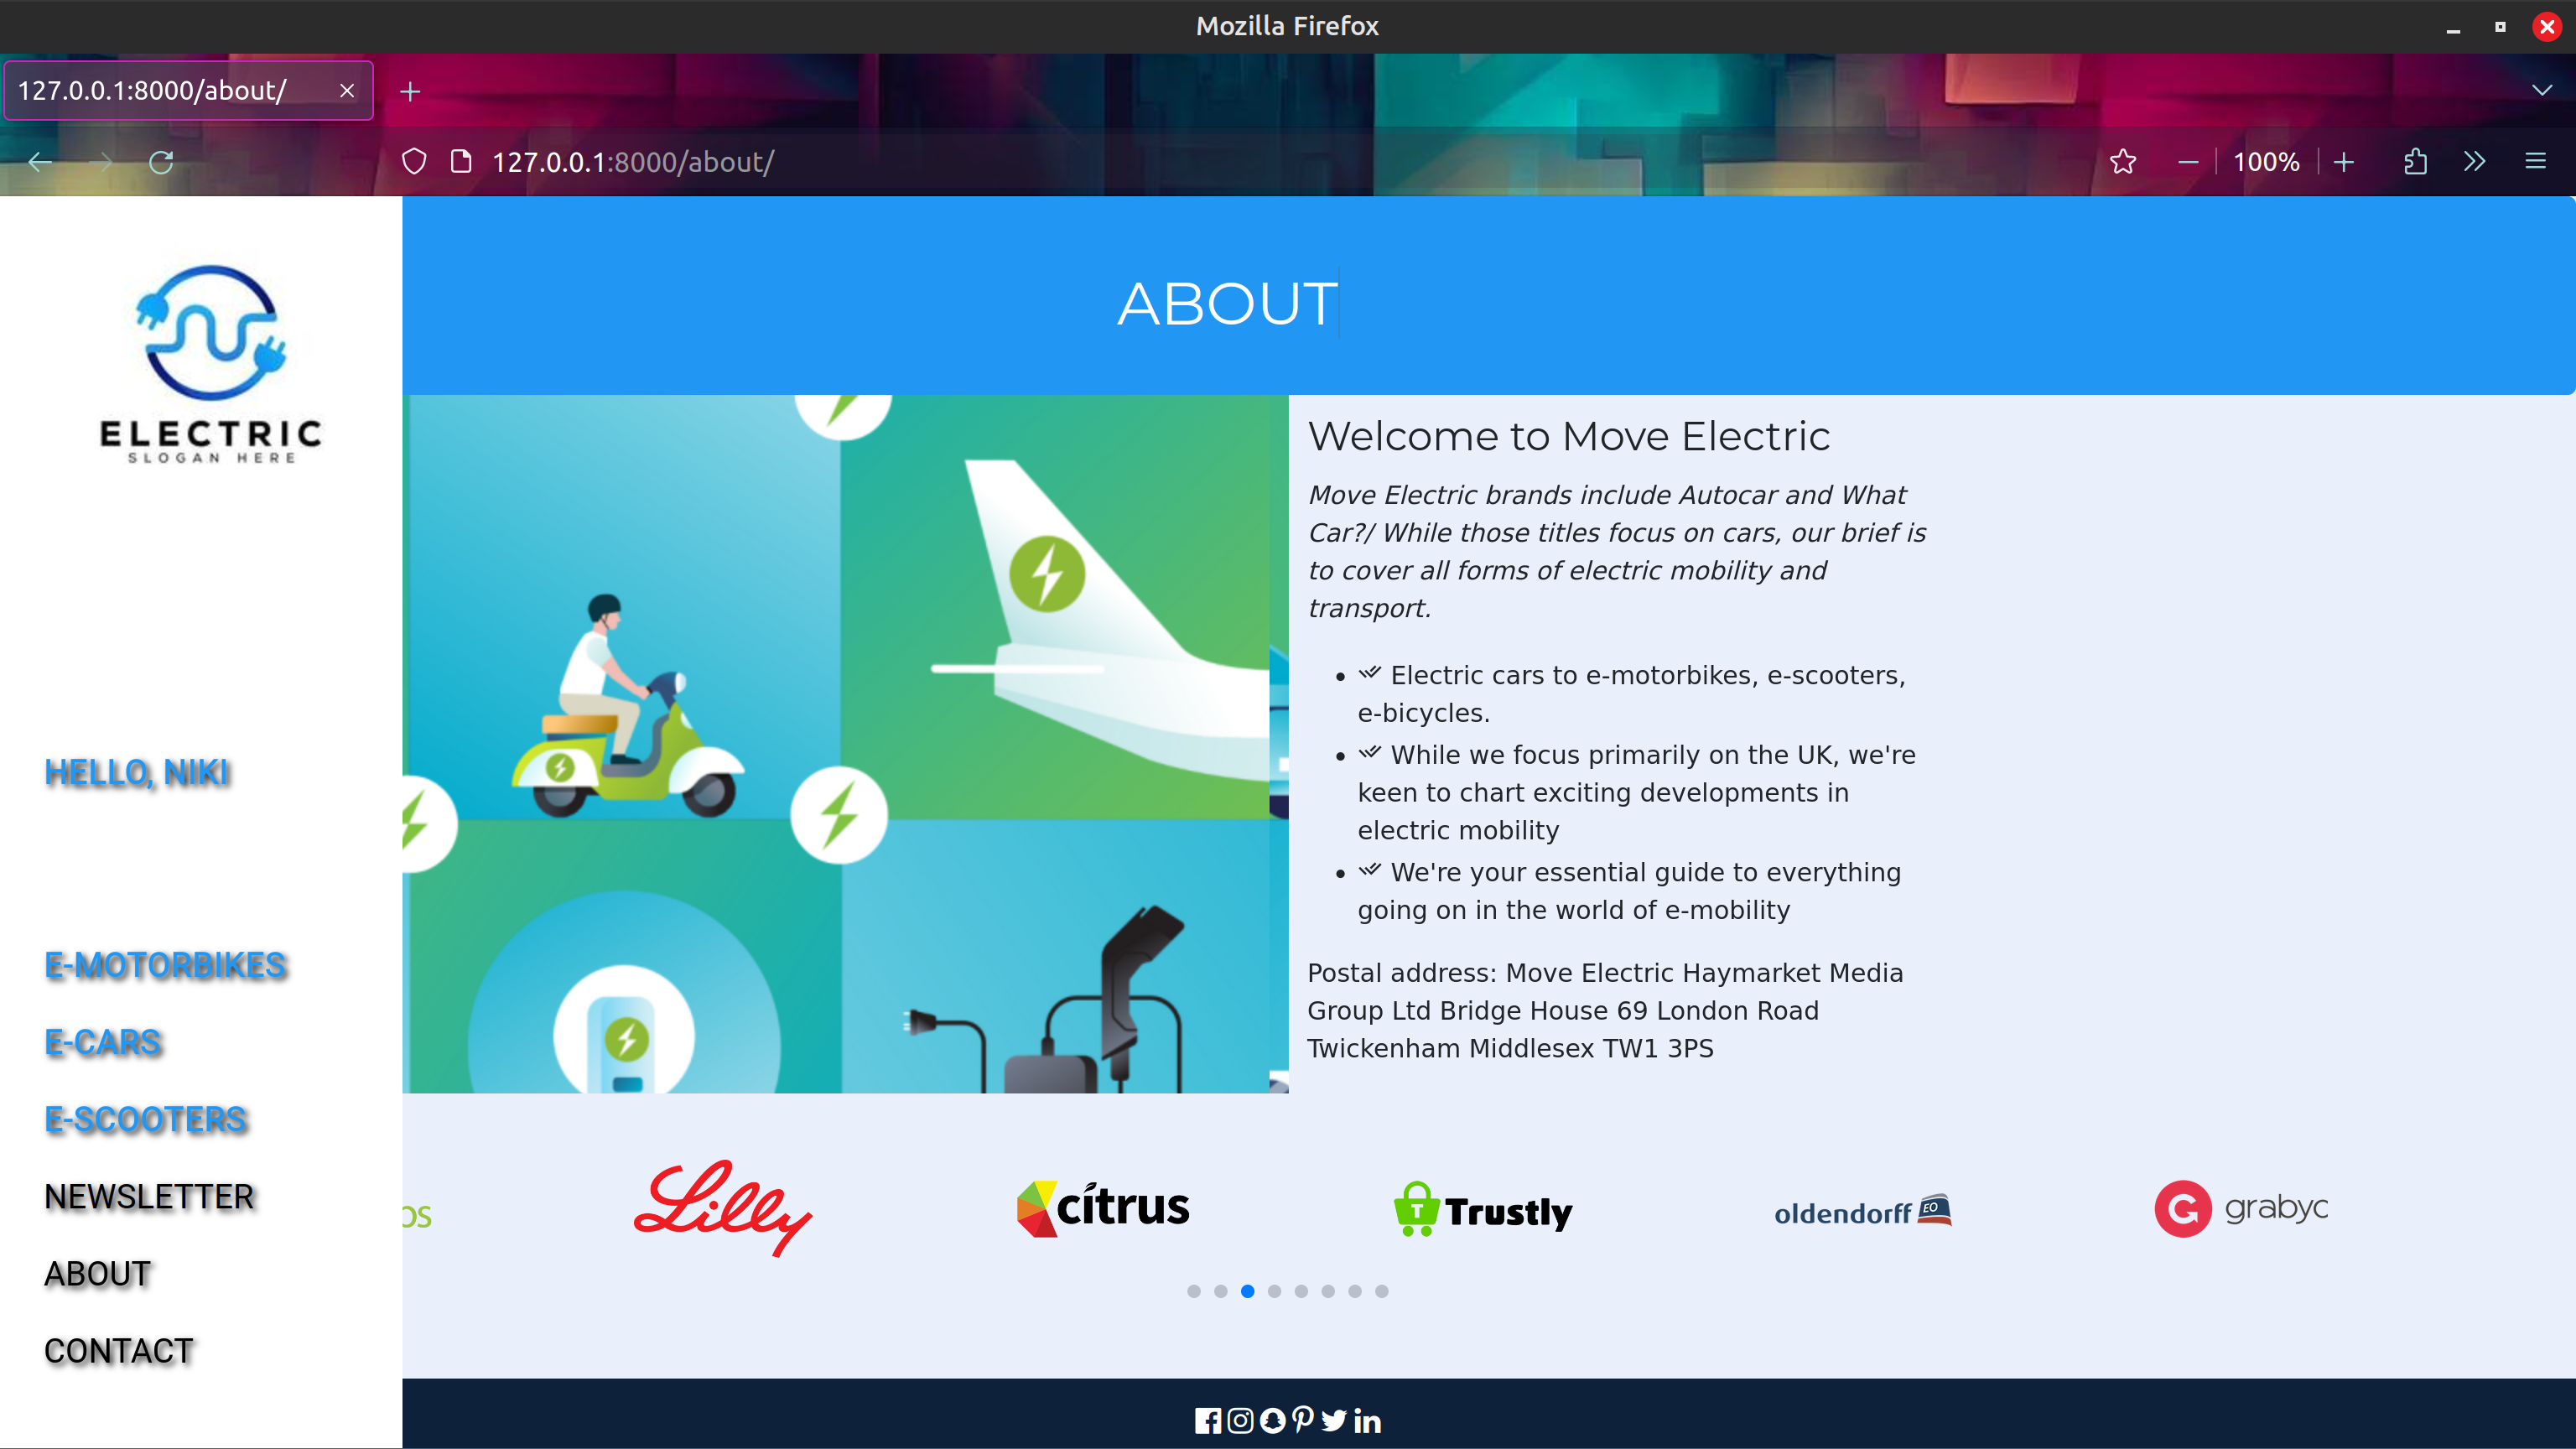 Mozilla Firefox
127.0.0.1:8000/about/
127.0.0.1:8000/about/
100%
ELECTRIC
SLOGAN HERE
HELLO, NIKI
E-MOTORBIKES
E-CARS
E-SCOOTERS
NEWSLETTER
ABOUT
CONTACT
ABOUT
Welcome to Move Electric
Move Electric brands include Autocar and What
Car?/ While those titles focus on cars, our brief is
to cover all forms of electric mobility and
transport.
Electric cars to e-motorbikes, e-scooters,
e-bicycles.
While we focus primarily on the UK, we're
keen to chart exciting developments in
electric mobility
We're your essential guide to everything
going on in the world of e-mobility
Postal address: Move Electric Haymarket Media
Group Ltd Bridge House 69 London Road
Twickenham Middlesex TW1 3PS
Lilly
citrus
T Trustly
oldendorff EO
G grabyc